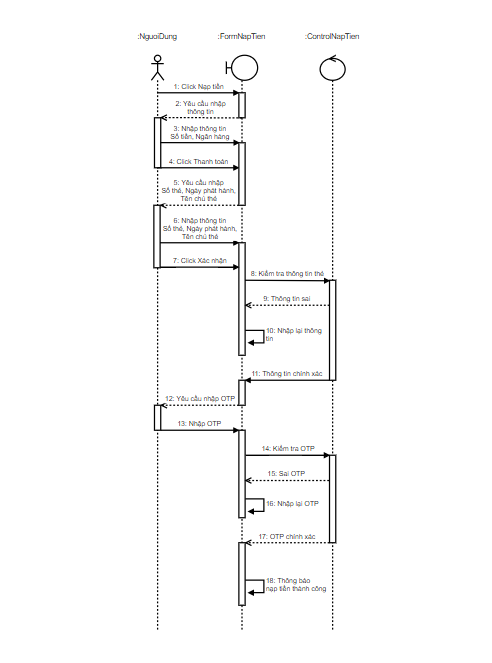 :NguoiDung
:FormNapTien
:ControlNapTien
1: Click Nạp tiền
2: Yêu cầu nhập
thông tin
3: Nhập thông tin
Số tiền, Ngân hàng
4: Click Thanh toán
5: Yêu cầu nhập
Số thẻ, Ngày phát hành,
Tên chủ thẻ
6: Nhập thông tin
Số thẻ, Ngày phát hành,
Tên chủ thẻ
7: Click Xác nhận
8: Kiểm tra thông tin thẻ
9: Thông tin sai
10: Nhập lại thông
tin
11: Thông tin chính xác
12: Yêu cầu nhập OTP
13: Nhập OTP
14: Kiểm tra OTP
15: Sai OTP
16: Nhập lại OTP
17: OTP chính xác
18: Thông báo
nạp tiền thành công